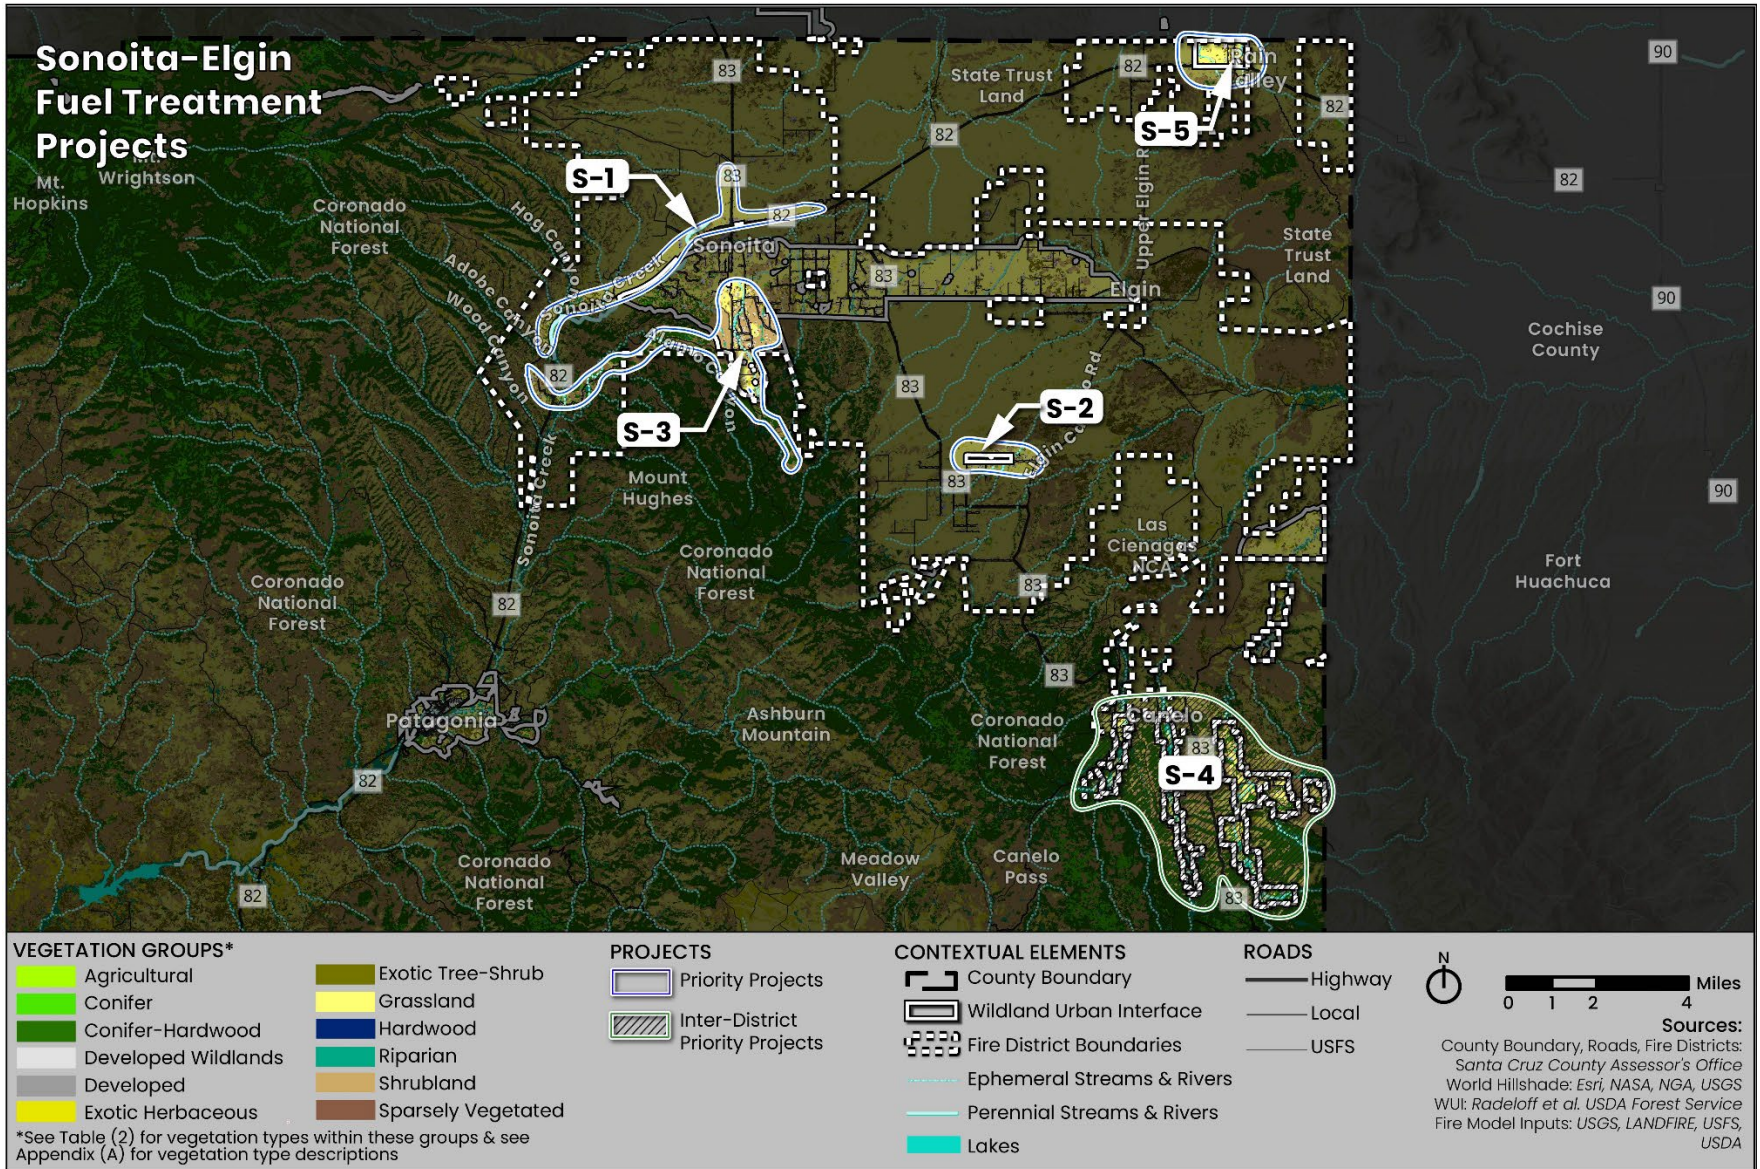 Sonoita-Elgin
Fuel Treatment
Projects
Mt.
Wrightson
Mt.
Hopkins
Coronado
National
Forest
Hog Canyon
Adobe Canyon
Wood Canyon
Sonoita Creek
S-1
83
83
82
Sonoita
82
State Trust
Land
82
Rain
Valley
S-5
82
90
82
90
State
Trust
Land
Upper Elgin R
83
Elgin
Cochise
County
82
S-3
83
S-2
83
90
Mount
Hughes
Sonoita Creek
Coronado
National
Forest
Coronado
National
Forest
82
Las
Cienagas
NCA
83
Fort
Huachuca
83
Patagonia
Ashburn
Mountain
Coronado
National
Forest
Canelo
83
S-4
82
82
Coronado
National
Forest
Meadow
Valley
Canelo
Pass
83
VEGETATION GROUPS*
Agricultural
Conifer
Conifer-Hardwood
Developed Wildlands
Developed
Exotic Herbaceous
Exotic Tree-Shrub
Grassland
Hardwood
Riparian
Shrubland
Sparsely Vegetated
*See Table (2) for vegetation types within these groups & see
Appendix (A) for vegetation type descriptions
PROJECTS
Priority Projects
Inter-District
Priority Projects
CONTEXTUAL ELEMENTS
County Boundary
Wildland Urban Interface
Fire District Boundaries
Ephemeral Streams & Rivers
Perennial Streams & Rivers
Lakes
ROADS
Highway
Local
USFS
N
Miles
0 1 2 4
Sources:
County Boundary, Roads, Fire Districts:
Santa Cruz County Assessor's Office
World Hillshade: Esri, NASA, NGA, USGS
WUI: Radeloff et al. USDA Forest Service
Fire Model Inputs: USGS, LANDFIRE, USFS,
USDA